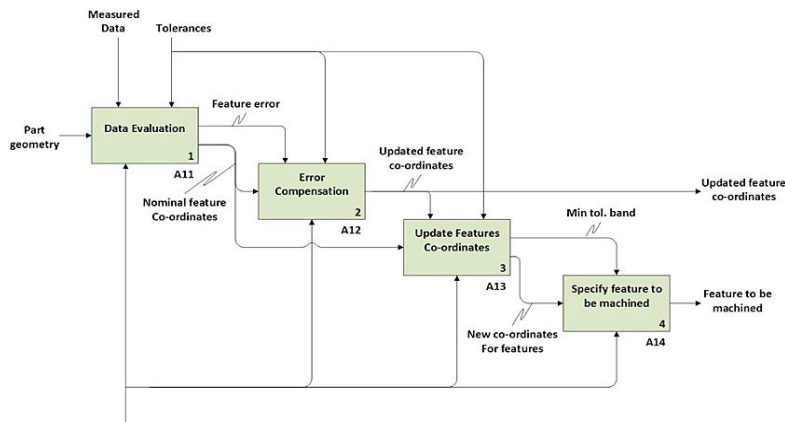 Measured
Data
Tolerances
Part
geometry
Data Evaluation
1
A11
Feature error
Nominal feature
Co-ordinates
Error
Compensation
2
A12
Updated feature
co-ordinates
Updated feature
co-ordinates
Update Features
Co-ordinates
3
A13
Min tol. band
New co-ordinates
For features
Specify feature to
be machined
4
A14
Feature to be
machined